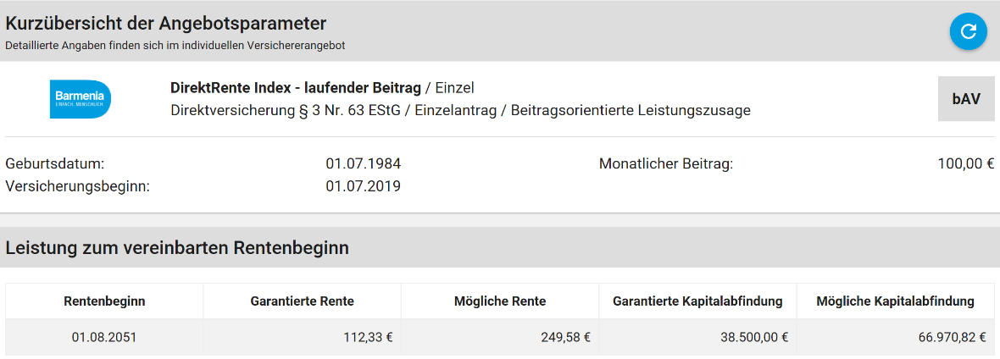 Kurzübersicht der Angebotsparameter
Detaillierte Angaben finden sich im individuellen Versichererangebot
Barmenia
EINFACH. MENSCHLICH.
DirektRente Index - laufender Beitrag / Einzel
Direktversicherung § 3 Nr. 63 EStG / Einzelantrag / Beitragsorientierte Leistungszusage
bAV
Geburtsdatum: 01.07.1984 Monatlicher Beitrag: 100,00 €
Versicherungsbeginn: 01.07.2019
Leistung zum vereinbarten Rentenbeginn
Rentenbeginn Garantierte Rente Mögliche Rente Garantierte Kapitalabfindung Mögliche Kapitalabfindung
01.08.2051 112,33 € 249,58 € 38.500,00 € 66.970,82 €